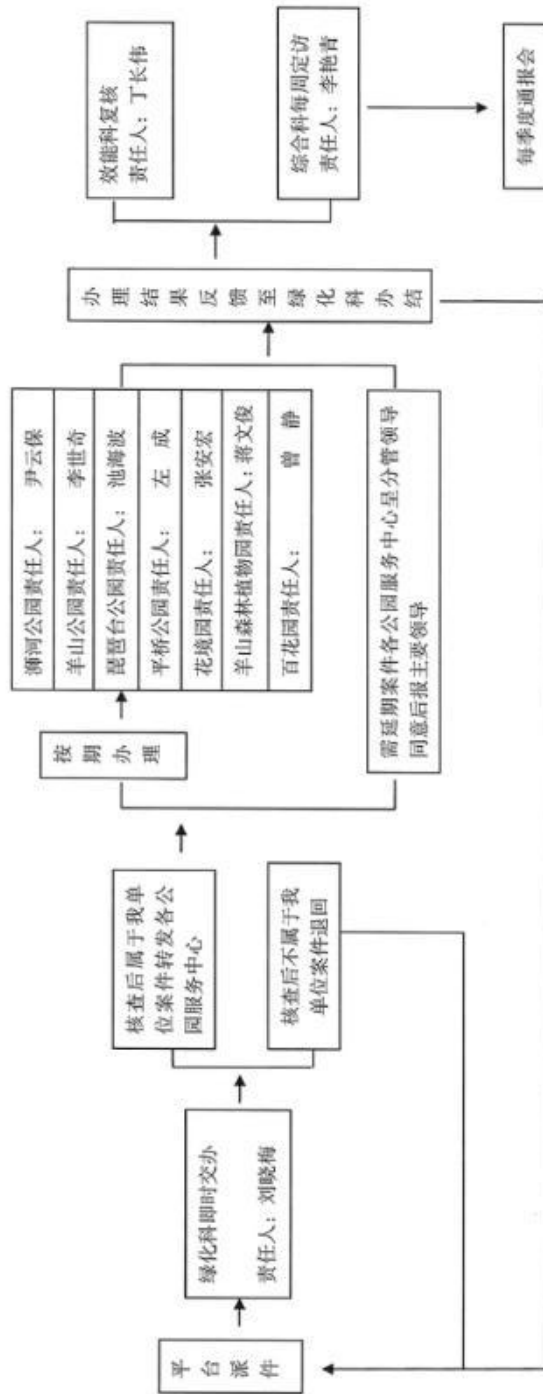 平台派件
绿化科即时交办
责任人：刘晓梅
核查后属于我单
位案件转发各公
园服务中心
核查后不属于我
单位案件退回
按期办理
浉河公园责任人：尹云保
羊山公园责任人：李世奇
琵琶台公园责任人：池海波
平桥公园责任人：左成
花境园责任人：张安宏
羊山森林植物园责任人：蒋文俊
百花园责任人：曾静
需延期案件各公园服务中心呈分管领导
同意后报主要领导
办理结果反馈至绿化科办结
效能科复核
责任人：丁长伟
综合科每周定访
责任人：李艳青
每季度通报会